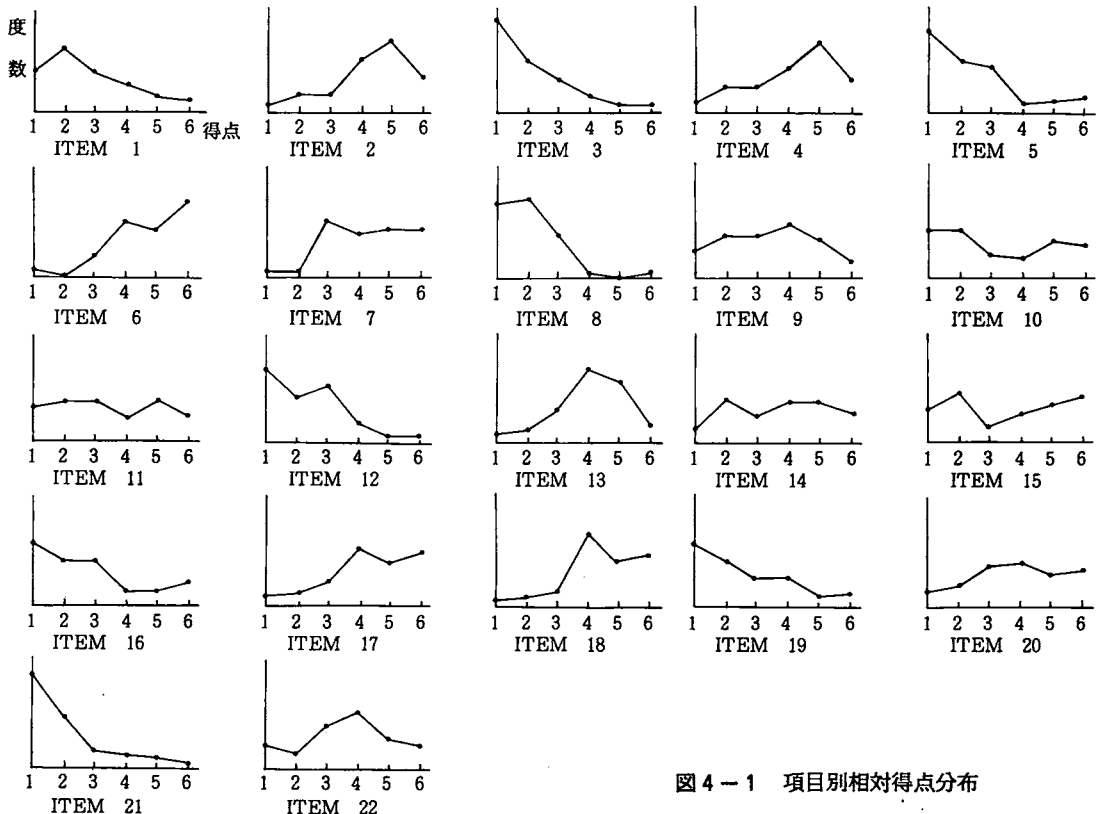 度
数
1 2 3 4 5 6 得点
ITEM 1
1 2 3 4 5 6
ITEM 2
1 2 3 4 5 6
ITEM 3
1 2 3 4 5 6
ITEM 4
1 2 3 4 5 6
ITEM 5
1 2 3 4 5 6
ITEM 6
1 2 3 4 5 6
ITEM 7
1 2 3 4 5 6
ITEM 8
1 2 3 4 5 6
ITEM 9
1 2 3 4 5 6
ITEM 10
1 2 3 4 5 6
ITEM 11
1 2 3 4 5 6
ITEM 12
1 2 3 4 5 6
ITEM 13
1 2 3 4 5 6
ITEM 14
1 2 3 4 5 6
ITEM 15
1 2 3 4 5 6
ITEM 16
1 2 3 4 5 6
ITEM 17
1 2 3 4 5 6
ITEM 18
1 2 3 4 5 6
ITEM 19
1 2 3 4 5 6
ITEM 20
1 2 3 4 5 6
ITEM 21
1 2 3 4 5 6
ITEM 22
図4-1 項目別相対得点分布